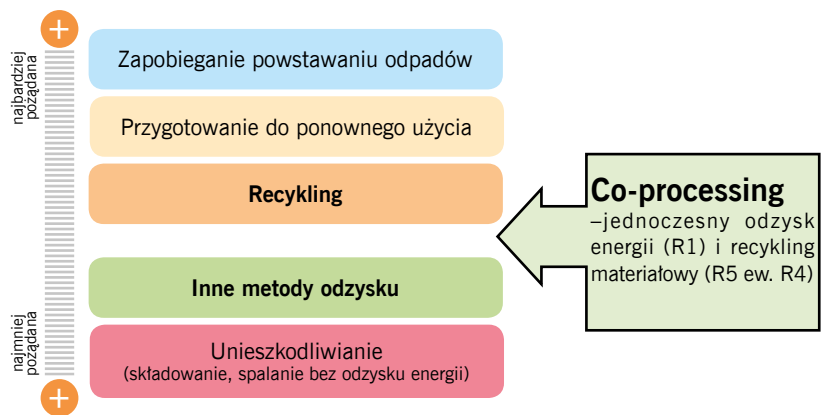 +
najbardziej
pożądana
Zapobieganie powstawaniu odpadów
Przygotowanie do ponownego użycia
Recykling
Inne metody odzysku
Unieszkodliwianie
(składowanie, spalanie bez odzysku energii)
najmniej
pożądana
+
Co-processing
–jednoczesny odzysk
energii (R1) i recykling
materiałowy (R5 ew. R4)